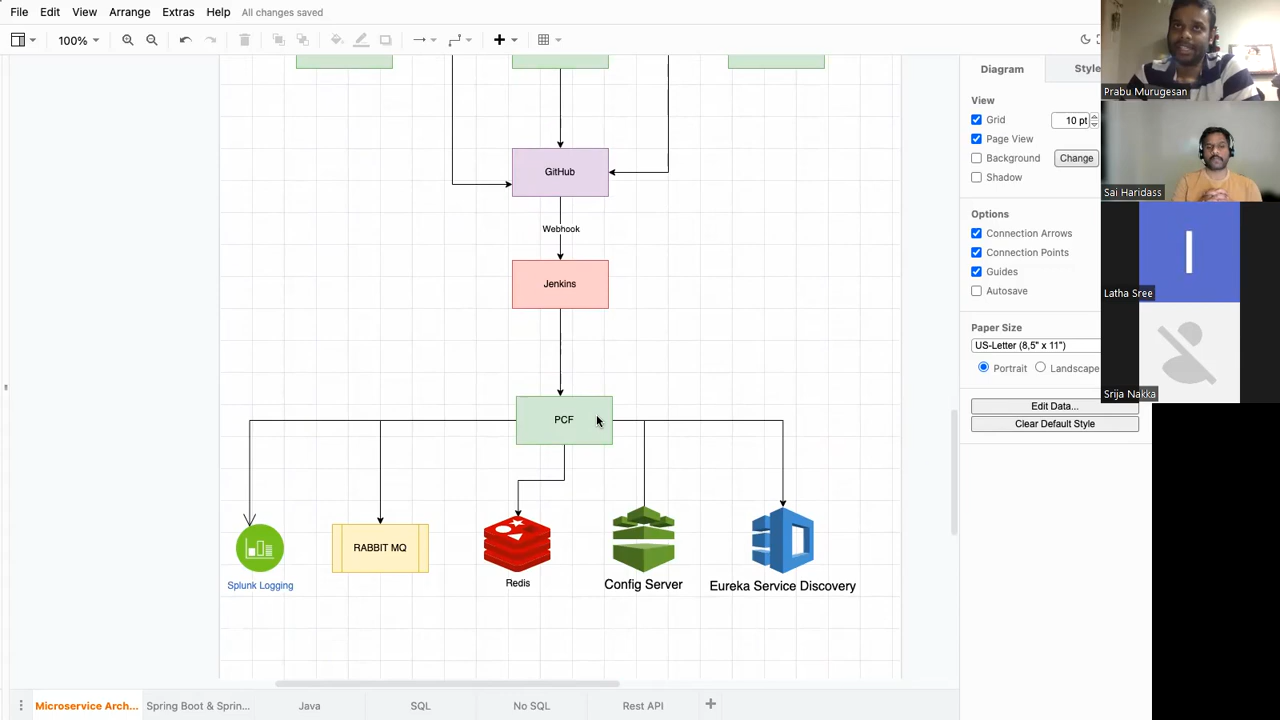 File Edit View Arrange Extras Help All changes saved
100%
Prabu Murugesan
Sai Haridass
I
Latha Sree
Srija Nakka
GitHub
Webhook
Jenkins
PCF
Splunk Logging
RABBIT MQ
Redis
Config Server
Eureka Service Discovery
Diagram Style
View
Grid 10 pt
Page View
Background Change
Shadow
Options
Connection Arrows
Connection Points
Guides
Autosave
Paper Size
US-Letter (8,5" x 11")
Portrait Landscape
Edit Data...
Clear Default Style
Microservice Arch... Spring Boot & Sprin... Java SQL No SQL Rest API